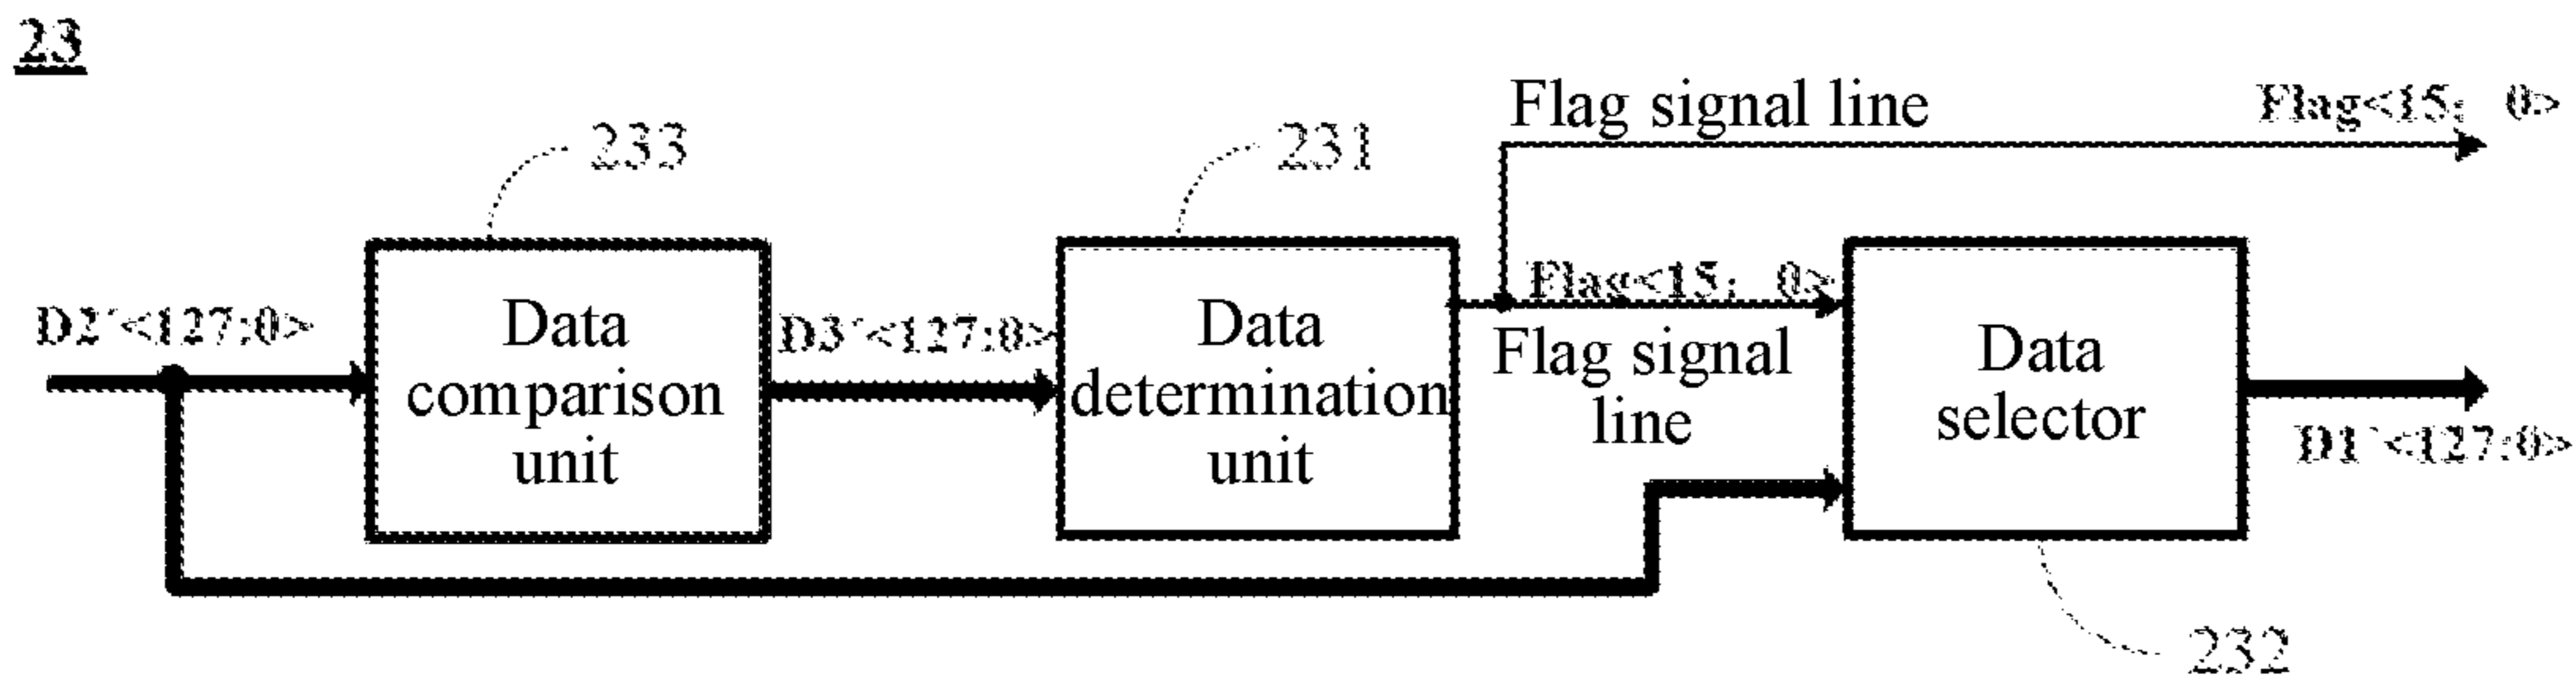 23
Flag signal line
Flag<15: 0>
233
231
D2'<127:0>
Data
comparison
unit
D3'<127:0>
Data
determination
unit
Flag<15: 0>
Flag signal
line
Data
selector
D1'<127:0>
232